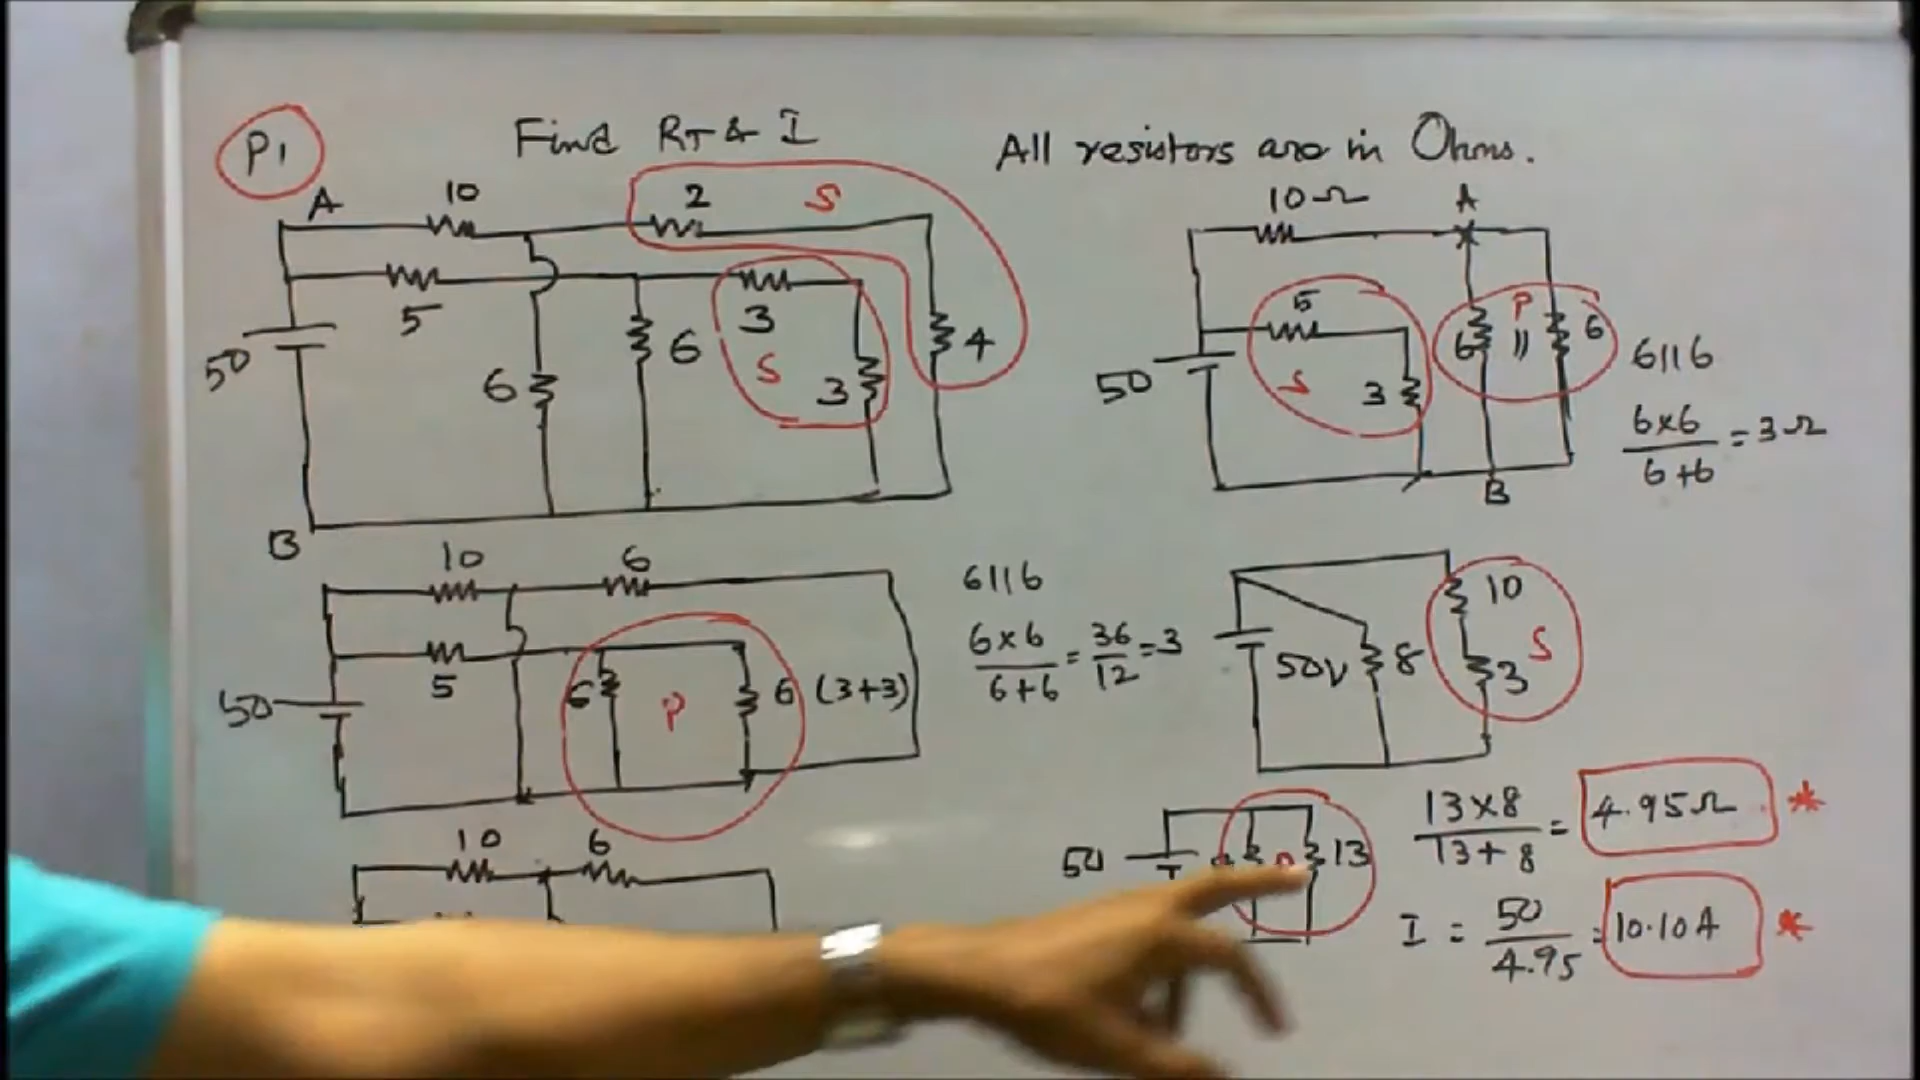 P1
Find RT & I
All resistors are in Ohms.
A
10
2
S
5
3
S
3
4
6
6
50
B
10Ω
A
5
S
3
6
P
||
6
50
B
6||6
6×6
6+6
=3Ω
10
6
5
6
P
6 (3+3)
50
6||6
6×6
6+6
= 36
12
=3
50V
8
10
S
3
10
6
50
13
13×8
13+8
= 4.95Ω *
I = 50
4.95
= 10.10A *